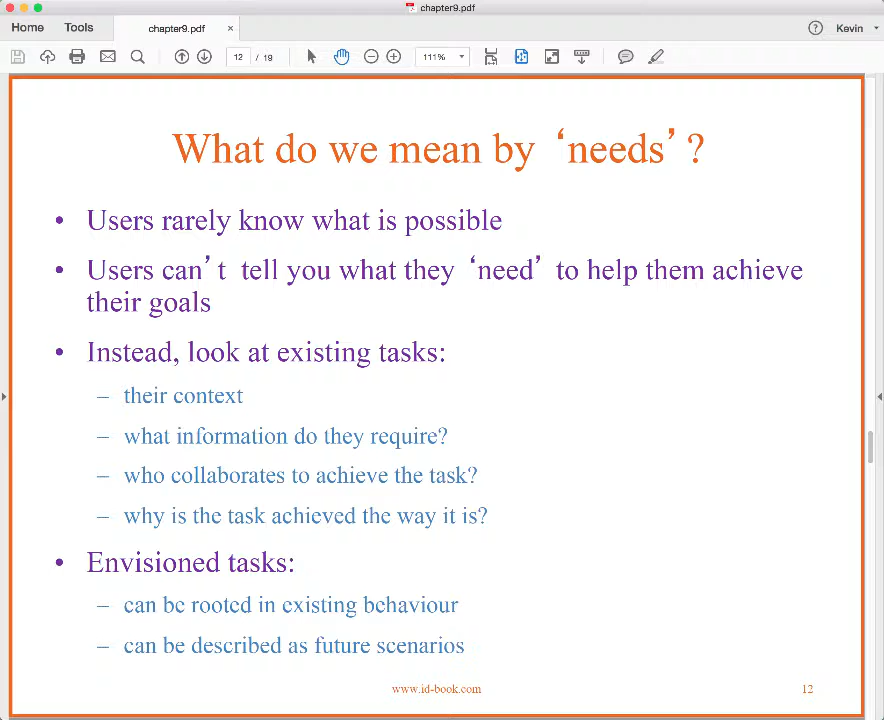 chapter9.pdf
Home Tools chapter9.pdf × ? Kevin
12 / 19 111%
What do we mean by ‘needs’?
• Users rarely know what is possible
• Users can’t tell you what they ‘need’ to help them achieve
their goals
• Instead, look at existing tasks:
– their context
– what information do they require?
– who collaborates to achieve the task?
– why is the task achieved the way it is?
• Envisioned tasks:
– can be rooted in existing behaviour
– can be described as future scenarios
www.id-book.com 12